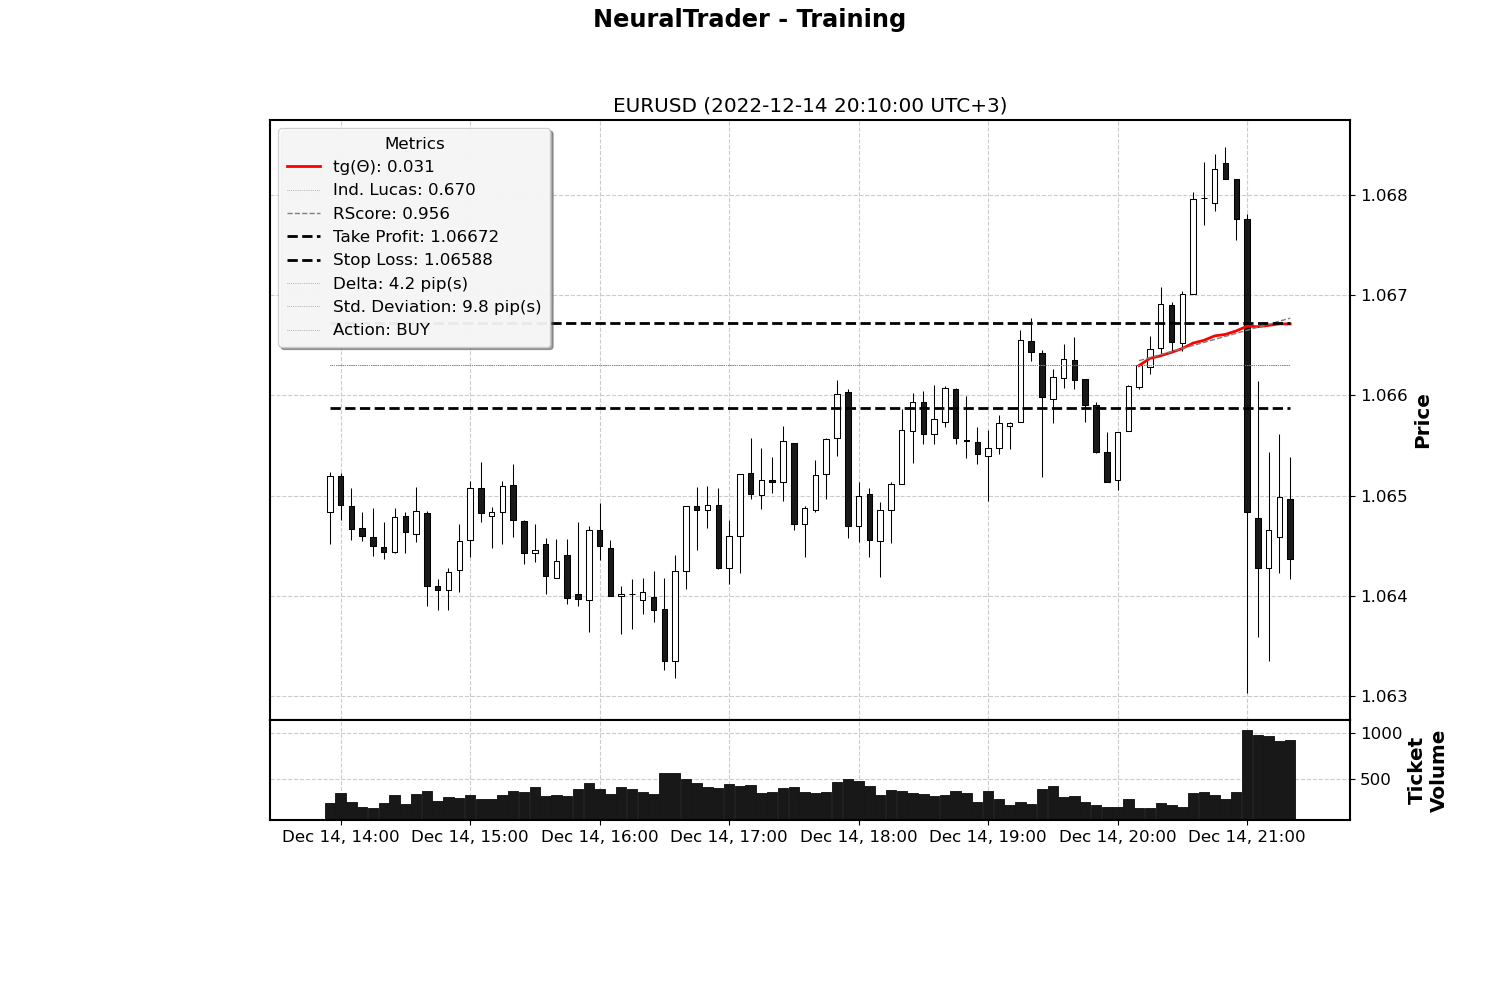 NeuralTrader - Training
EURUSD (2022-12-14 20:10:00 UTC+3)
Metrics
tg(Θ): 0.031
Ind. Lucas: 0.670
RScore: 0.956
Take Profit: 1.06672
Stop Loss: 1.06588
Delta: 4.2 pip(s)
Std. Deviation: 9.8 pip(s)
Action: BUY
1.068
1.067
1.066
1.065
1.064
1.063
Price
1000
500
Ticket
Volume
Dec 14, 14:00 Dec 14, 15:00 Dec 14, 16:00 Dec 14, 17:00 Dec 14, 18:00 Dec 14, 19:00 Dec 14, 20:00 Dec 14, 21:00